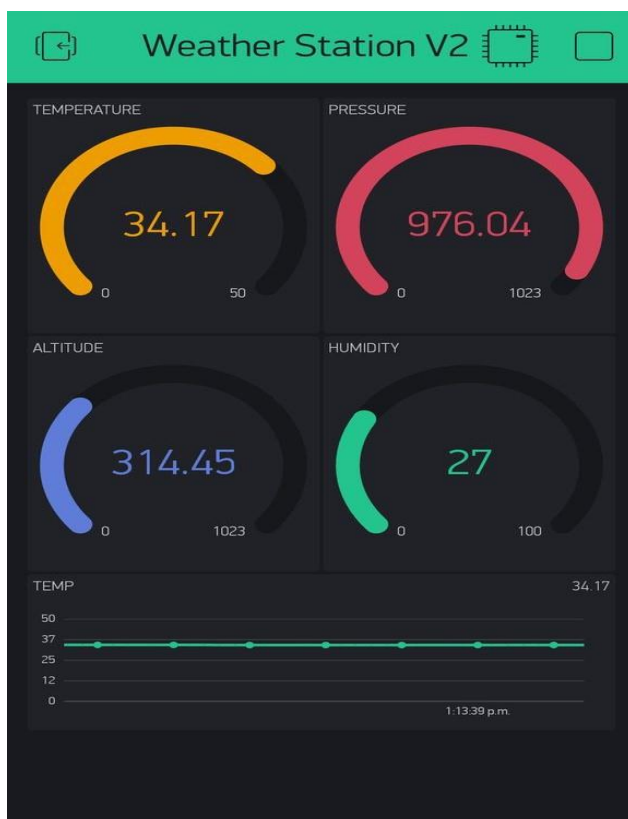 Weather Station V2
TEMPERATURE
34.17
0
50
PRESSURE
976.04
0
1023
ALTITUDE
314.45
0
1023
HUMIDITY
27
0
100
TEMP
34.17
50
37
25
12
0
1:13:39 p.m.